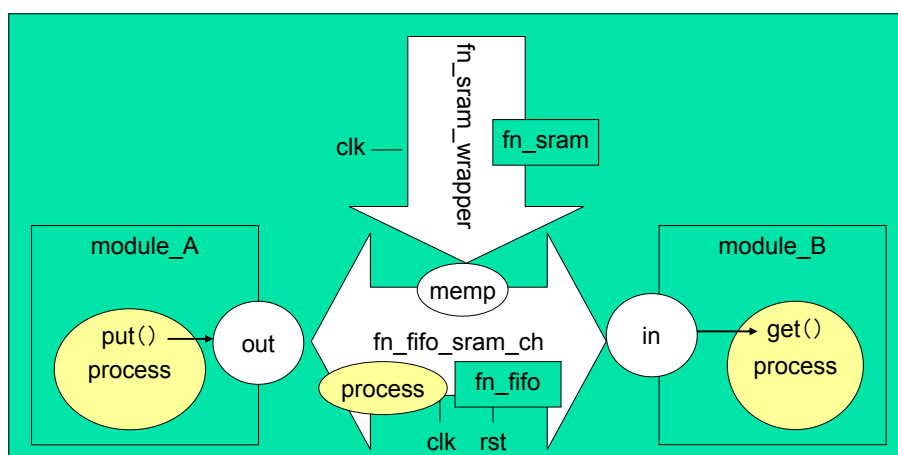 fn_sram_wrapper
clk
fn_sram
module_A
module_B
memp
put()
process
out
fn_fifo_sram_ch
in
get()
process
process
fn_fifo
clk
rst